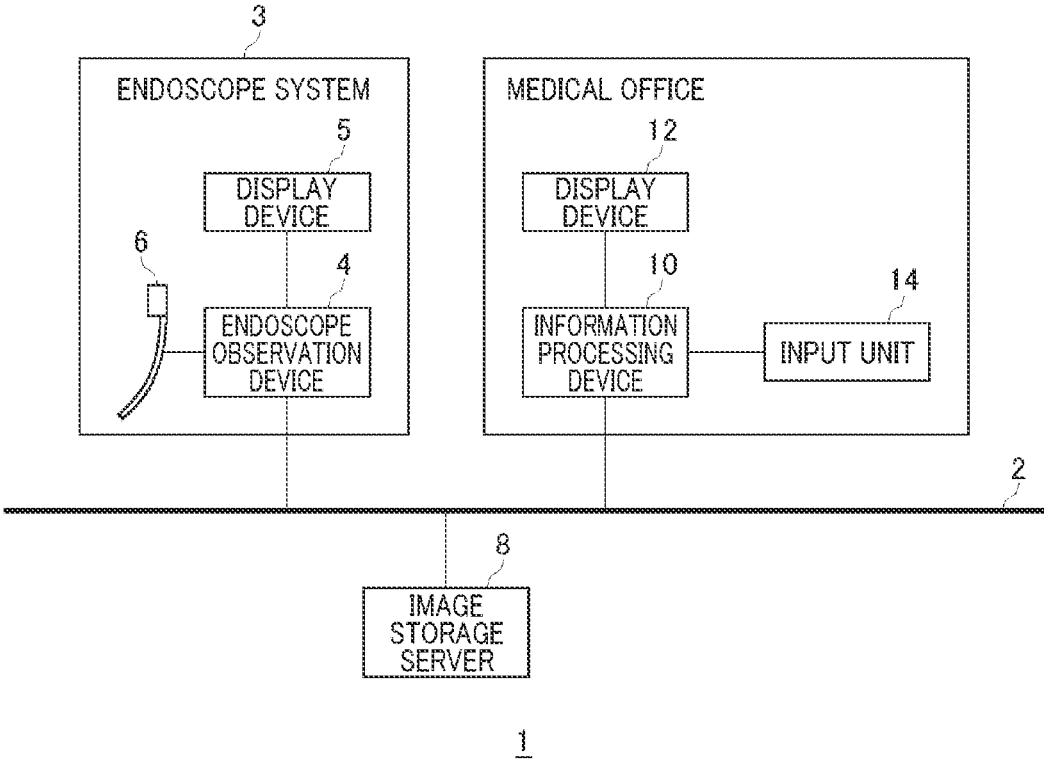 3
ENDOSCOPE SYSTEM
5
DISPLAY
DEVICE
6
4
ENDOSCOPE
OBSERVATION
DEVICE
MEDICAL OFFICE
12
DISPLAY
DEVICE
10
INFORMATION
PROCESSING
DEVICE
14
INPUT UNIT
2
8
IMAGE
STORAGE
SERVER
1